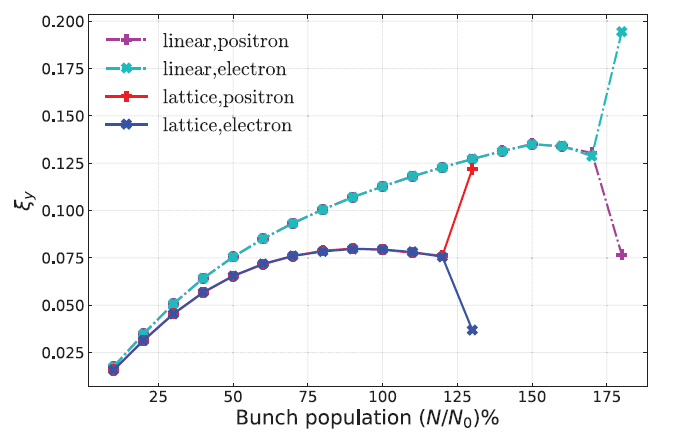 0.200
0.175
0.150
0.125
0.100
0.075
0.050
0.025
ξy
linear,positron
linear,electron
lattice,positron
lattice,electron
25 50 75 100 125 150 175
Bunch population (N/N₀)%